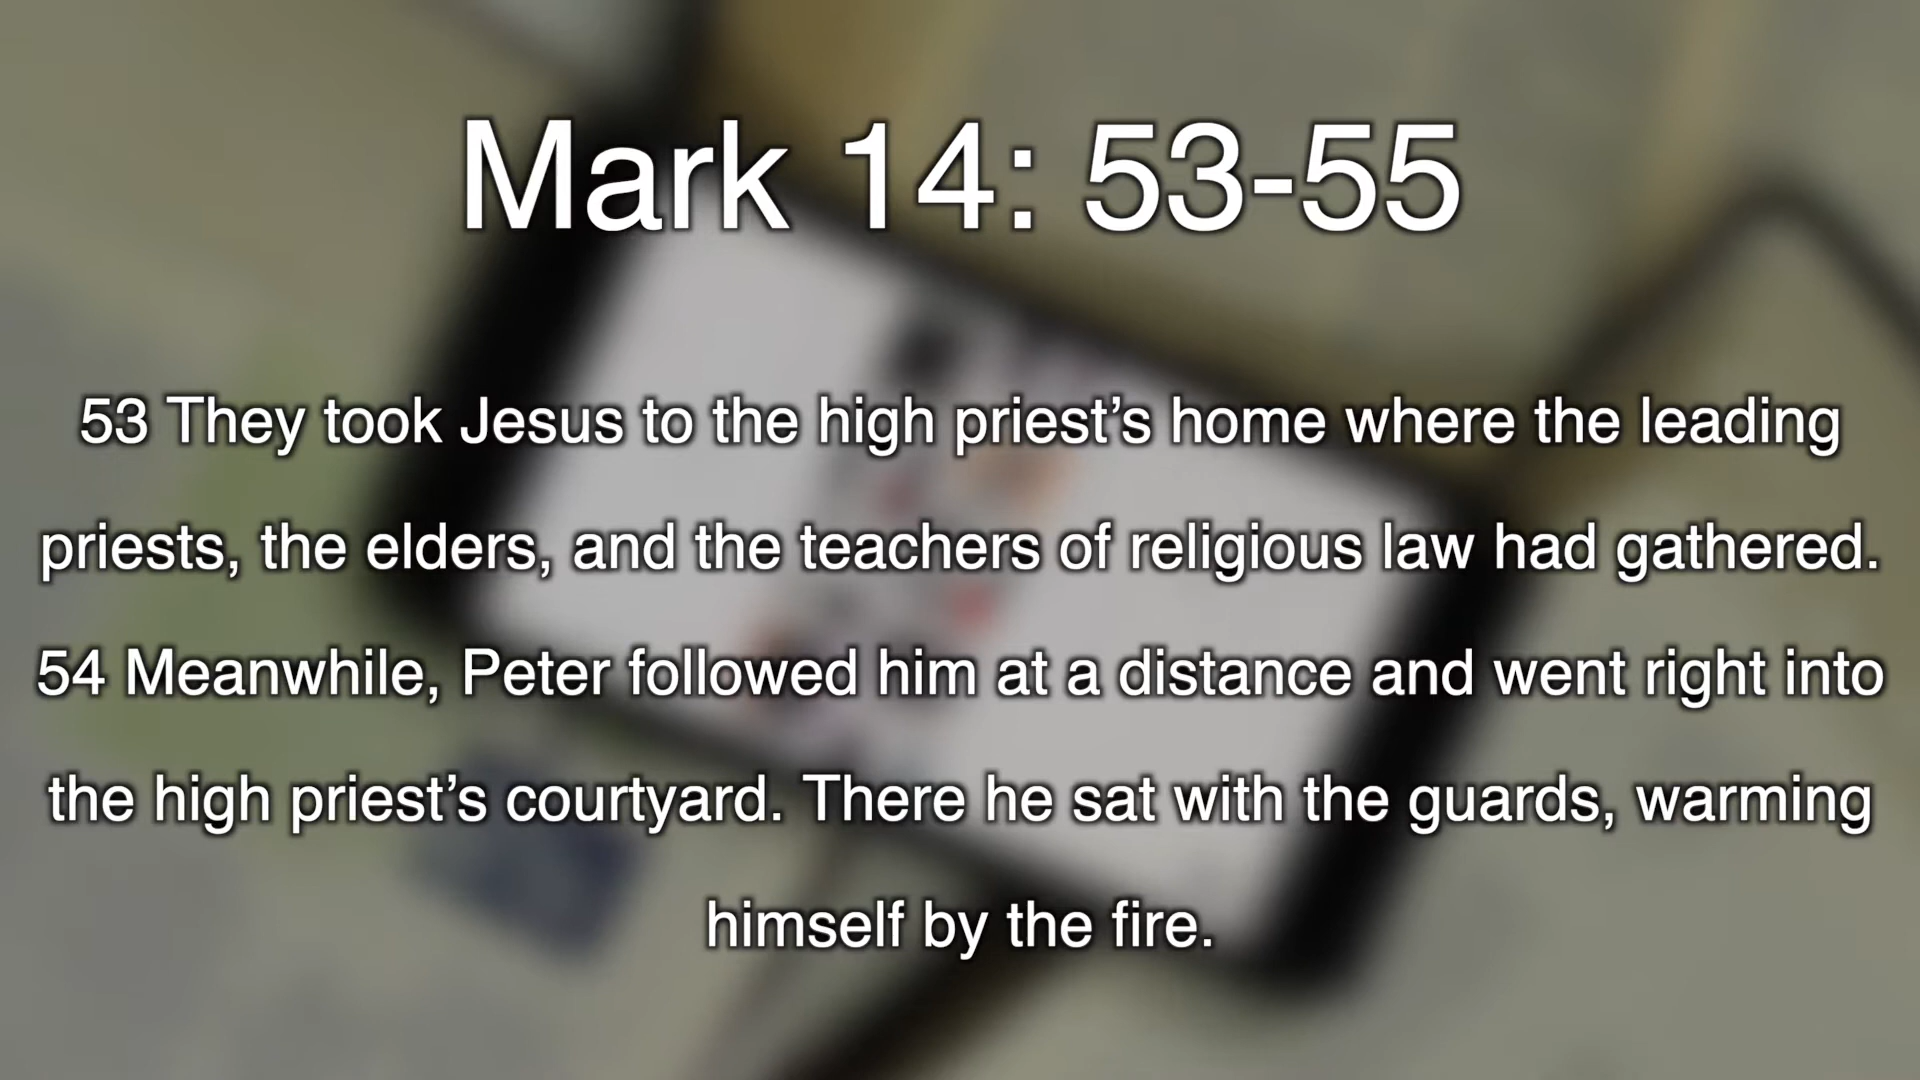 Mark 14: 53-55
53 They took Jesus to the high priest’s home where the leading
priests, the elders, and the teachers of religious law had gathered.
54 Meanwhile, Peter followed him at a distance and went right into
the high priest’s courtyard. There he sat with the guards, warming
himself by the fire.